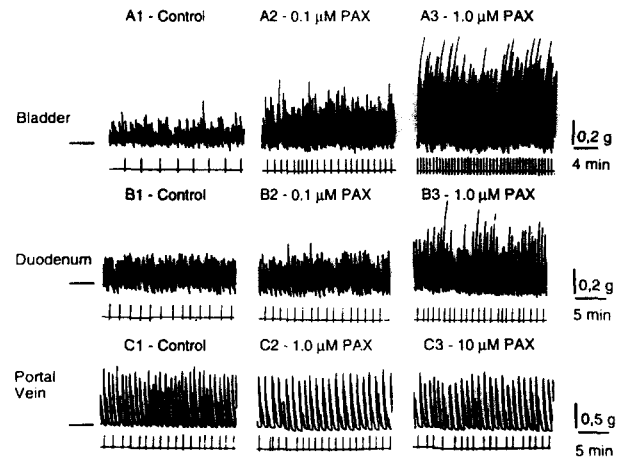 A1 - Control A2 - 0.1 μM PAX A3 - 1.0 μM PAX
Bladder
0,2 g
4 min
B1 - Control B2 - 0.1 μM PAX B3 - 1.0 μM PAX
Duodenum
0,2 g
5 min
C1 - Control C2 - 1.0 μM PAX C3 - 10 μM PAX
Portal
Vein
0,5 g
5 min